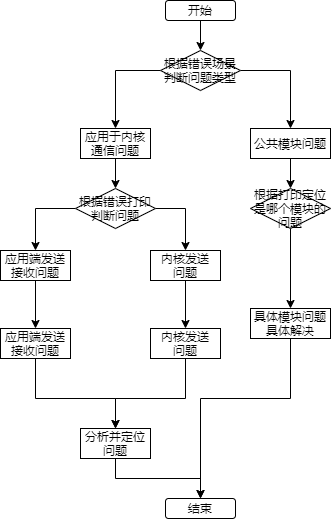 开始
根据错误场景
判断问题类型
应用于内核
通信问题
公共模块问题
根据错误打印
判断问题
根据打印定位
是哪个模块的
问题
应用端发送
接收问题
内核发送
问题
具体模块问题
具体解决
应用端发送
接收问题
内核发送
问题
分析并定位
问题
结束